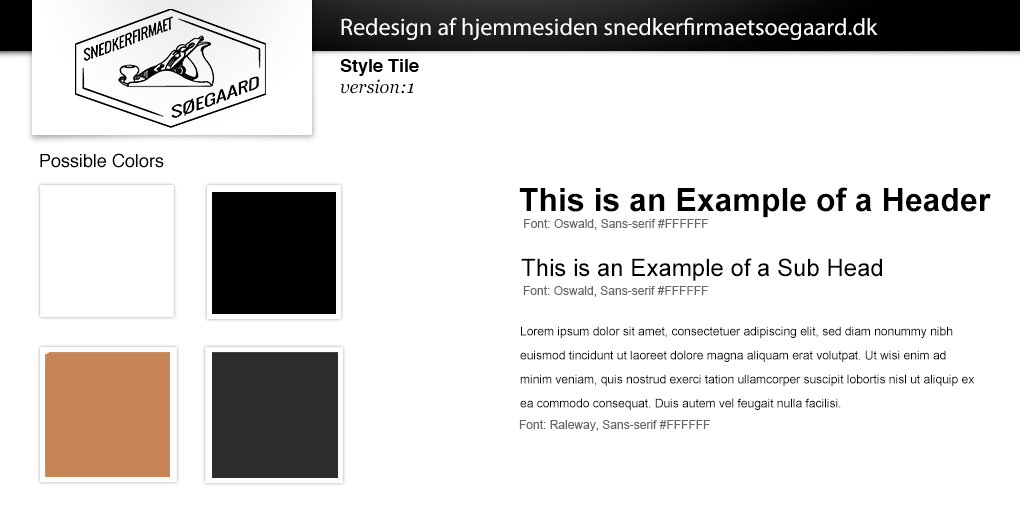 SNEDKERFIRMAET
SØEGAARD
Redesign af hjemmesiden snedkerfirmaetsoegaard.dk
Style Tile
version:1
Possible Colors
This is an Example of a Header
Font: Oswald, Sans-serif #FFFFFF
This is an Example of a Sub Head
Font: Oswald, Sans-serif #FFFFFF
Lorem ipsum dolor sit amet, consectetuer adipiscing elit, sed diam nonummy nibh
euismod tincidunt ut laoreet dolore magna aliquam erat volutpat. Ut wisi enim ad
minim veniam, quis nostrud exerci tation ullamcorper suscipit lobortis nisl ut aliquip ex
ea commodo consequat. Duis autem vel feugait nulla facilisi.
Font: Raleway, Sans-serif #FFFFFF